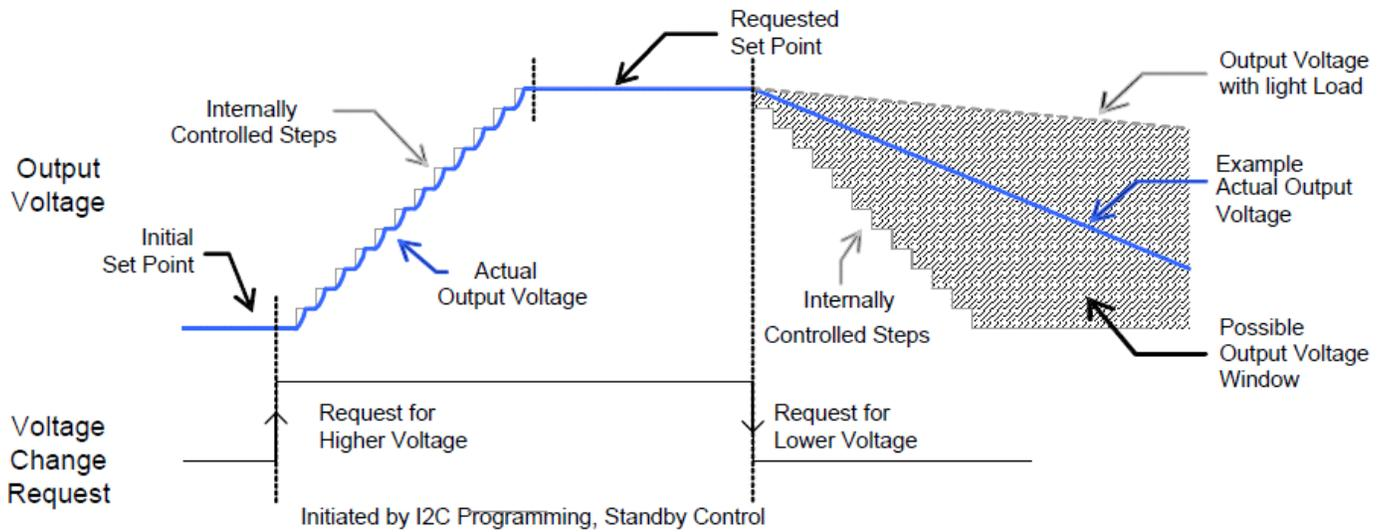 Requested
Set Point
Output Voltage
with light Load
Internally
Controlled Steps
Output
Voltage
Example
Actual Output
Voltage
Initial
Set Point
Actual
Output Voltage
Internally
Controlled Steps
Possible
Output Voltage
Window
Voltage
Change
Request
Request for
Higher Voltage
Request for
Lower Voltage
Initiated by I2C Programming, Standby Control